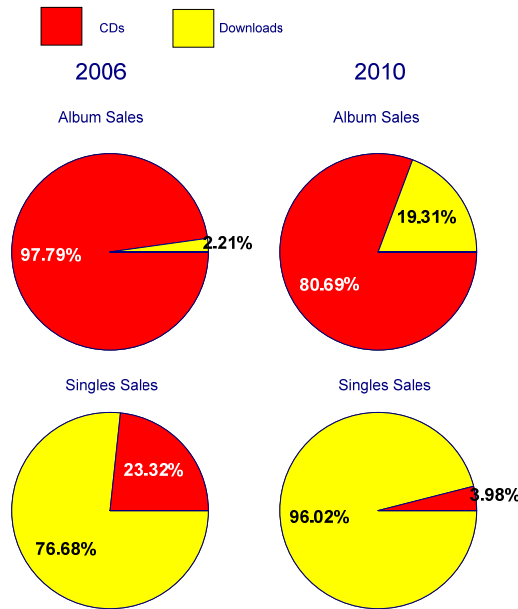 CDs Downloads
2006 2010
Album Sales Album Sales
97.79% 2.21% 19.31%
80.69%
Singles Sales Singles Sales
23.32% 3.98%
76.68% 96.02%